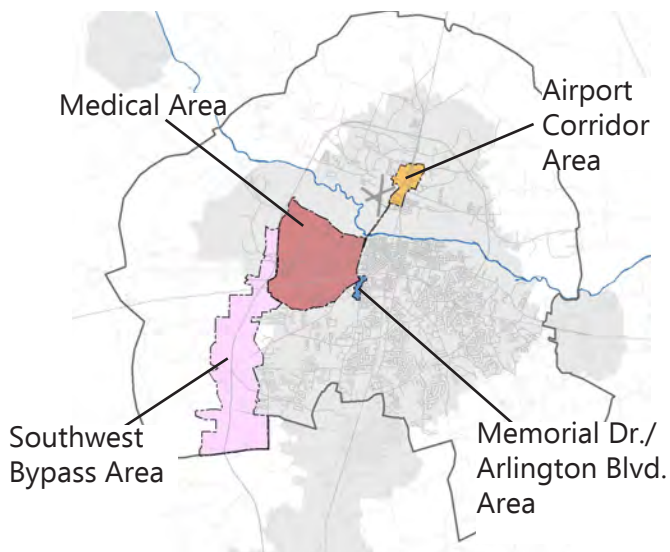 Medical Area
Airport
Corridor
Area
Southwest
Bypass Area
Memorial Dr./
Arlington Blvd.
Area